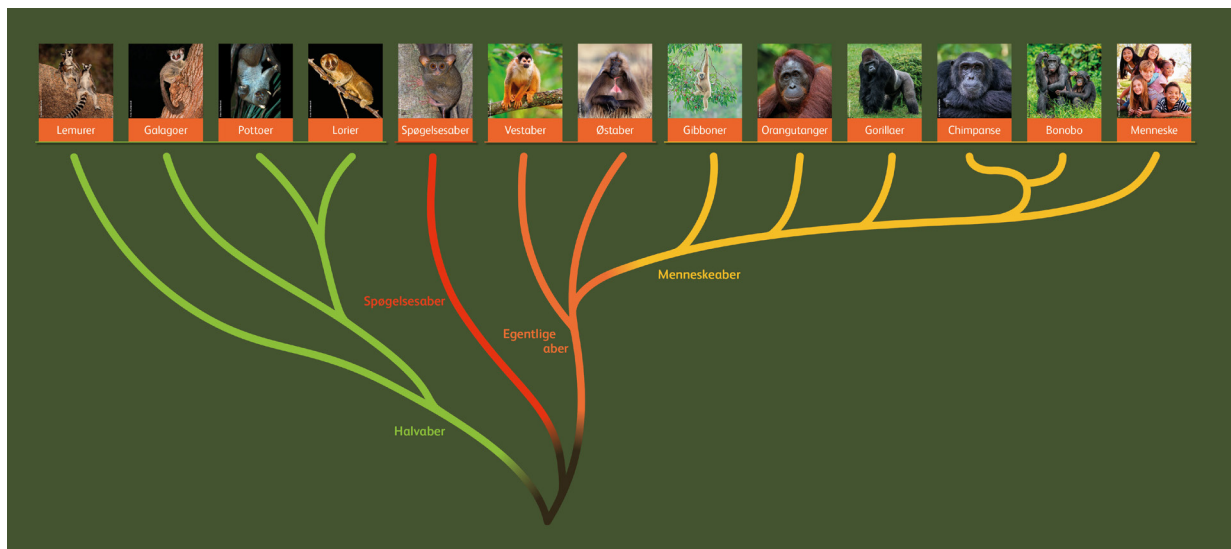 Lemurer
Galagoer
Pottoer
Lorier
Spøgelsesaber
Vestaber
Østaber
Gibboner
Orangutanger
Gorillaer
Chimpanse
Bonobo
Menneske
Menneskeaber
Spøgelsesaber
Egentlige
aber
Halvaber